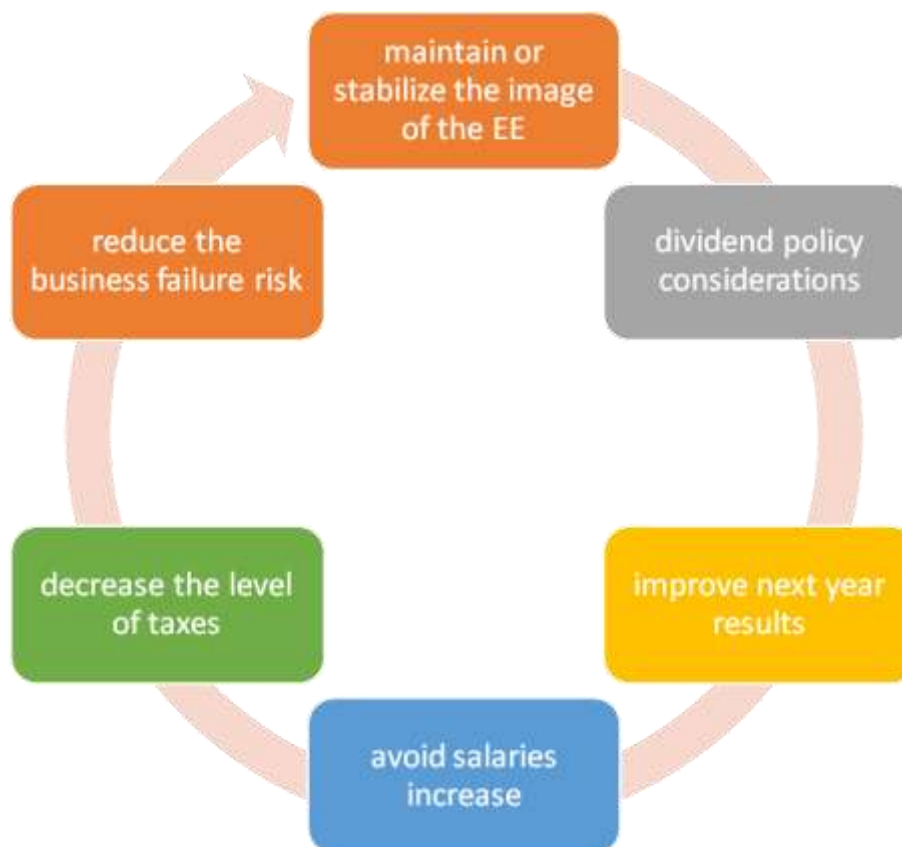 maintain or
stabilize the image
of the EE
dividend policy
considerations
improve next year
results
avoid salaries
increase
decrease the level
of taxes
reduce the
business failure risk